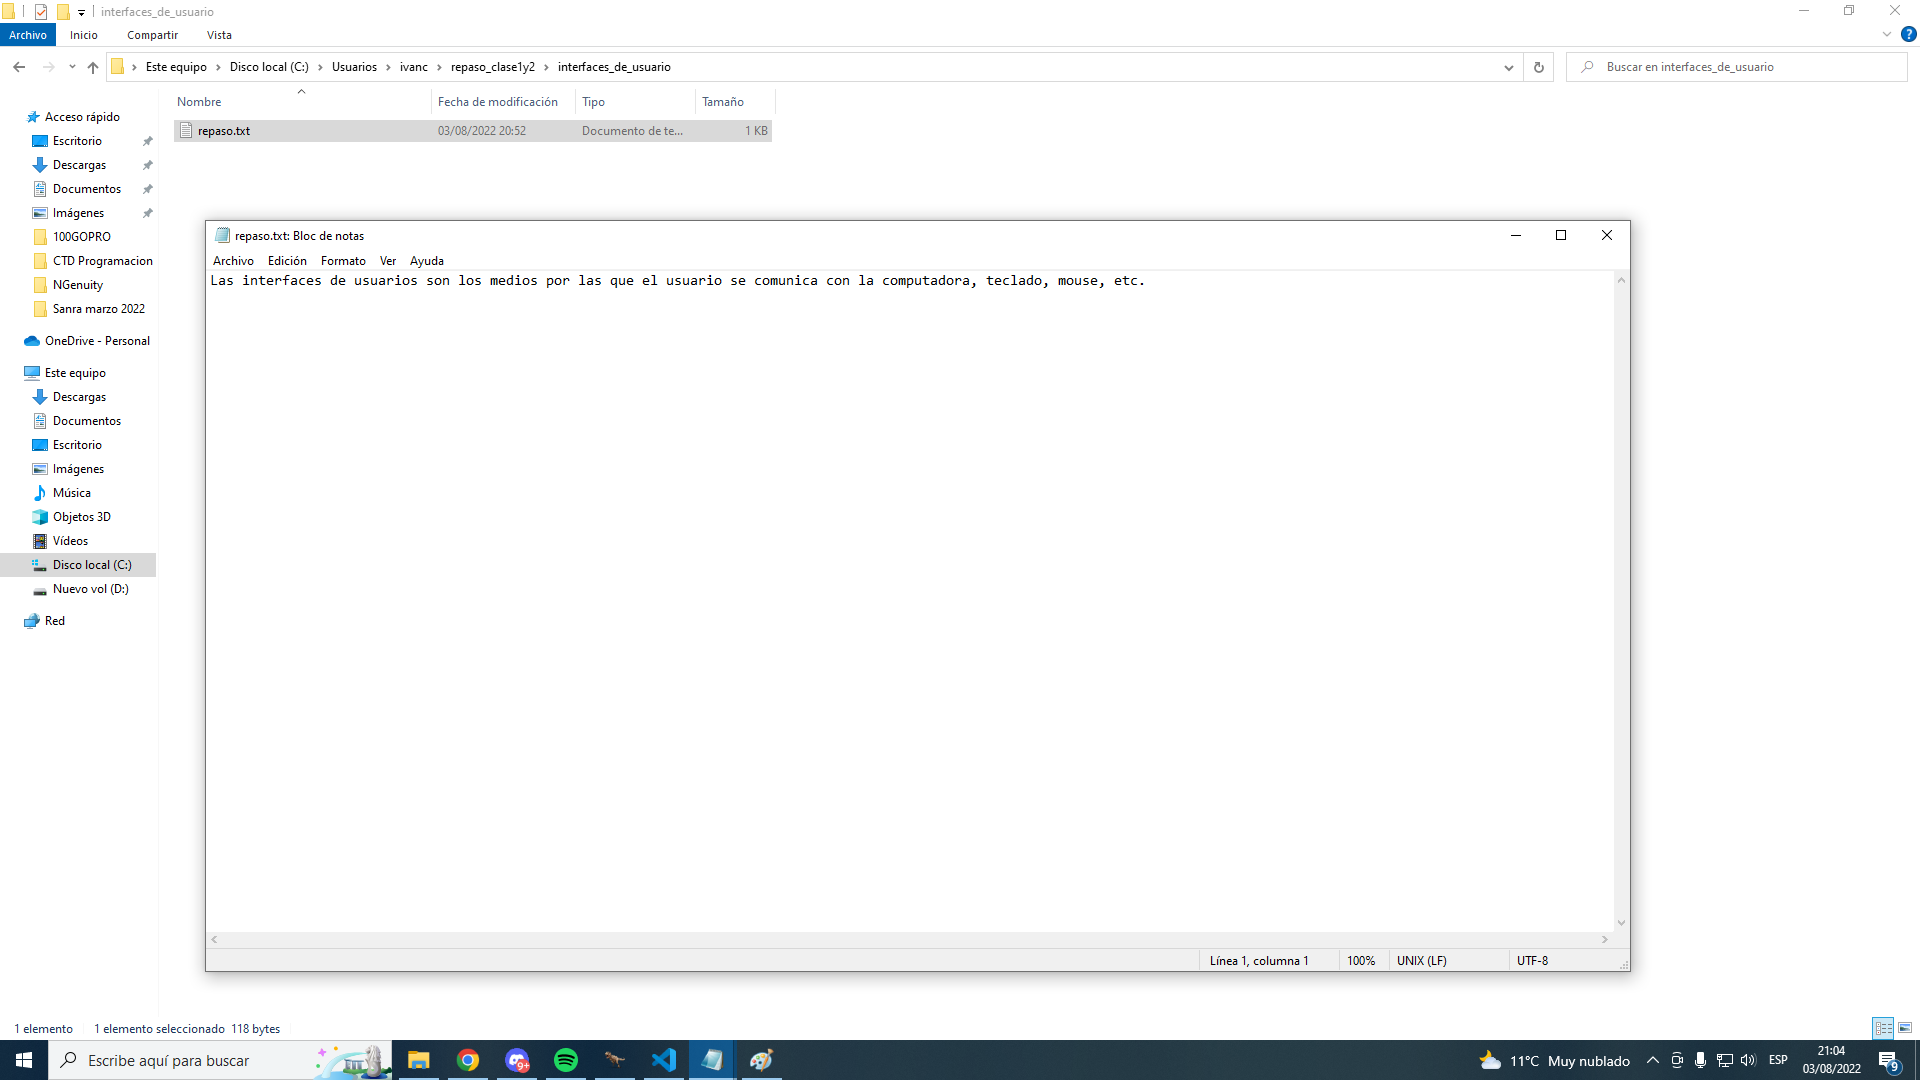 interfaces_de_usuario
Archivo Inicio Compartir Vista
Este equipo Disco local (C:) Usuarios ivanc repaso_clase1y2 interfaces_de_usuario
Buscar en interfaces_de_usuario
Nombre Fecha de modificación Tipo Tamaño
repaso.txt 03/08/2022 20:52 Documento de te... 1 KB
Acceso rápido
Escritorio
Descargas
Documentos
Imágenes
100GOPRO
CTD Programacion
NGenuity
Sanra marzo 2022
OneDrive - Personal
Este equipo
Descargas
Documentos
Escritorio
Imágenes
Música
Objetos 3D
Vídeos
Disco local (C:)
Nuevo vol (D:)
Red
repaso.txt: Bloc de notas
Archivo Edición Formato Ver Ayuda
Las interfaces de usuarios son los medios por las que el usuario se comunica con la computadora, teclado, mouse, etc.
Línea 1, columna 1 100% UNIX (LF) UTF-8
1 elemento 1 elemento seleccionado 118 bytes
Escribe aquí para buscar
9+
11°C Muy nublado
ESP
21:04
03/08/2022
9